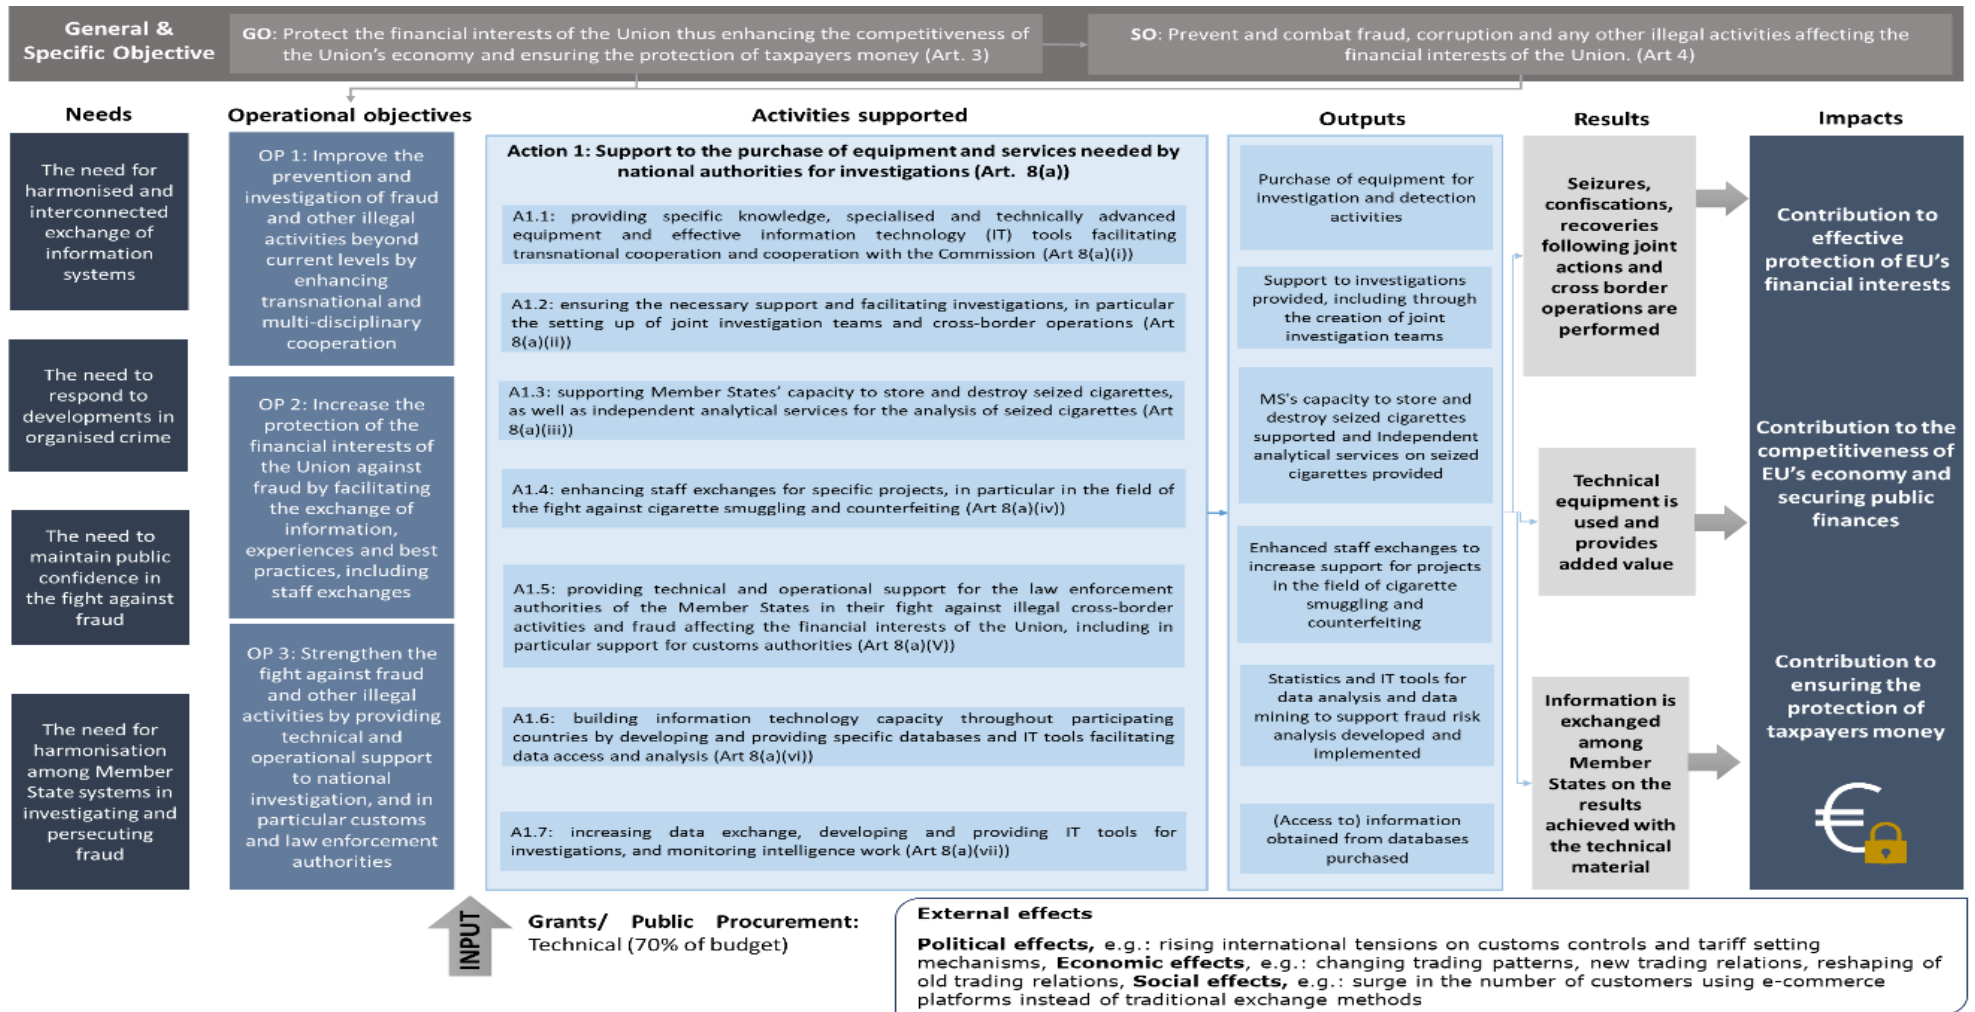 General &
Specific Objective
GO: Protect the financial interests of the Union thus enhancing the competitiveness of
the Union's economy and ensuring the protection of taxpayers money (Art. 3)
SO: Prevent and combat fraud, corruption and any other illegal activities affecting the
financial interests of the Union. (Art 4)
Needs
The need for
harmonised and
interconnected
exchange of
information
systems
The need to
respond to
developments in
organised crime
The need to
maintain public
confidence in
the fight against
fraud
The need for
harmonisation
among Member
State systems in
investigating and
persecuting
fraud
Operational objectives
OP 1: Improve the
prevention and
investigation of fraud
and other illegal
activities beyond
current levels by
enhancing
transnational and
multi-disciplinary
cooperation
OP 2: Increase the
protection of the
financial interests of
the Union against
fraud by facilitating
the exchange of
information,
experiences and best
practices, including
staff exchanges
OP 3: Strengthen the
fight against fraud
and other illegal
activities by providing
technical and
operational support
to national
investigation, and in
particular customs
and law enforcement
authorities
Activities supported
Action 1: Support to the purchase of equipment and services needed by
national authorities for investigations (Art. 8(a))
A1.1: providing specific knowledge, specialised and technically advanced
equipment and effective information technology (IT) tools facilitating
transnational cooperation and cooperation with the Commission (Art 8(a)(i))
A1.2: ensuring the necessary support and facilitating investigations, in particular
the setting up of joint investigation teams and cross-border operations (Art
8(a)(ii))
A1.3: supporting Member States' capacity to store and destroy seized cigarettes,
as well as independent analytical services for the analysis of seized cigarettes (Art
8(a)(iii))
A1.4: enhancing staff exchanges for specific projects, in particular in the field of
the fight against cigarette smuggling and counterfeiting (Art 8(a)(iv))
A1.5: providing technical and operational support for the law enforcement
authorities of the Member States in their fight against illegal cross-border
activities and fraud affecting the financial interests of the Union, including in
particular support for customs authorities (Art 8(a)(V))
A1.6: building information technology capacity throughout participating
countries by developing and providing specific databases and IT tools facilitating
data access and analysis (Art 8(a)(vi))
A1.7: increasing data exchange, developing and providing IT tools for
investigations, and monitoring intelligence work (Art 8(a)(vii))
Outputs
Purchase of equipment for
investigation and detection
activities
Support to investigations
provided, including through
the creation of joint
investigation teams
MS's capacity to store and
destroy seized cigarettes
supported and Independent
analytical services on seized
cigarettes provided
Enhanced staff exchanges to
increase support for projects
in the field of cigarette
smuggling and
counterfeiting
Statistics and IT tools for
data analysis and data
mining to support fraud risk
analysis developed and
implemented
(Access to) information
obtained from databases
purchased
Results
Seizures,
confiscations,
recoveries
following joint
actions and
cross border
operations are
performed
Technical
equipment is
used and
provides
added value
Information is
exchanged
among
Member
States on the
results
achieved with
the technical
material
Impacts
Contribution to
effective
protection of EU's
financial interests
Contribution to the
competitiveness of
EU's economy and
securing public
finances
Contribution to
ensuring the
protection of
taxpayers money
€
INPUT
Grants/ Public Procurement:
Technical (70% of budget)
External effects
Political effects, e.g.: rising international tensions on customs controls and tariff setting
mechanisms, Economic effects, e.g.: changing trading patterns, new trading relations, reshaping of
old trading relations, Social effects, e.g.: surge in the number of customers using e-commerce
platforms instead of traditional exchange methods